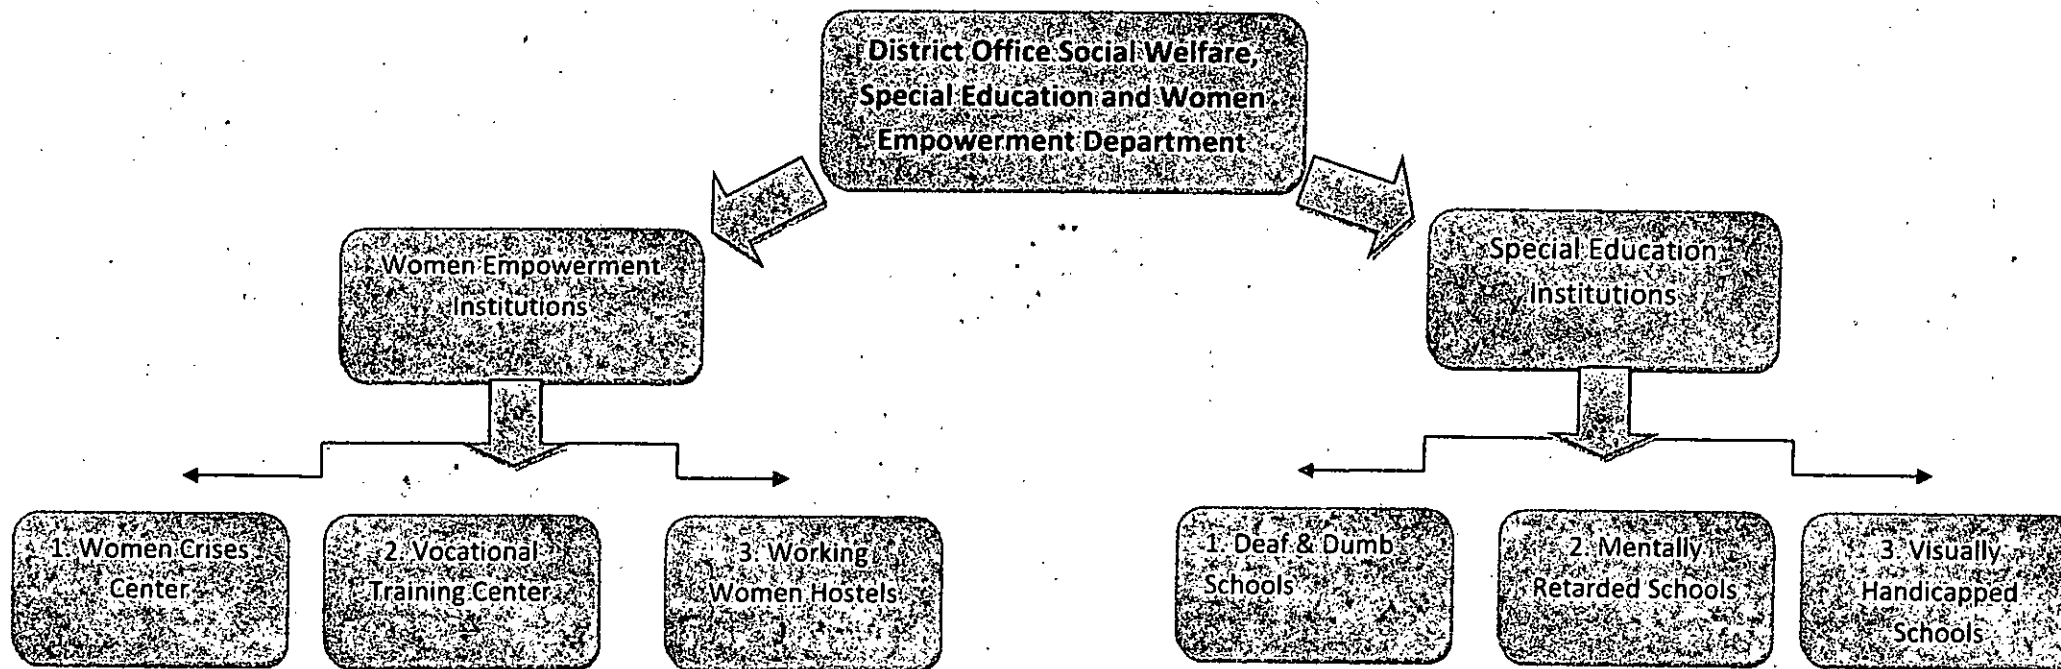 District Office Social Welfare,
Special Education and Women
Empowerment Department
Women Empowerment
Institutions
Special Education
Institutions
1. Women Crises
Center
2. Vocational
Training Center
3. Working
Women Hostels
1. Deaf & Dumb
Schools
2. Mentally
Retarded Schools
3. Visually
Handicapped
Schools